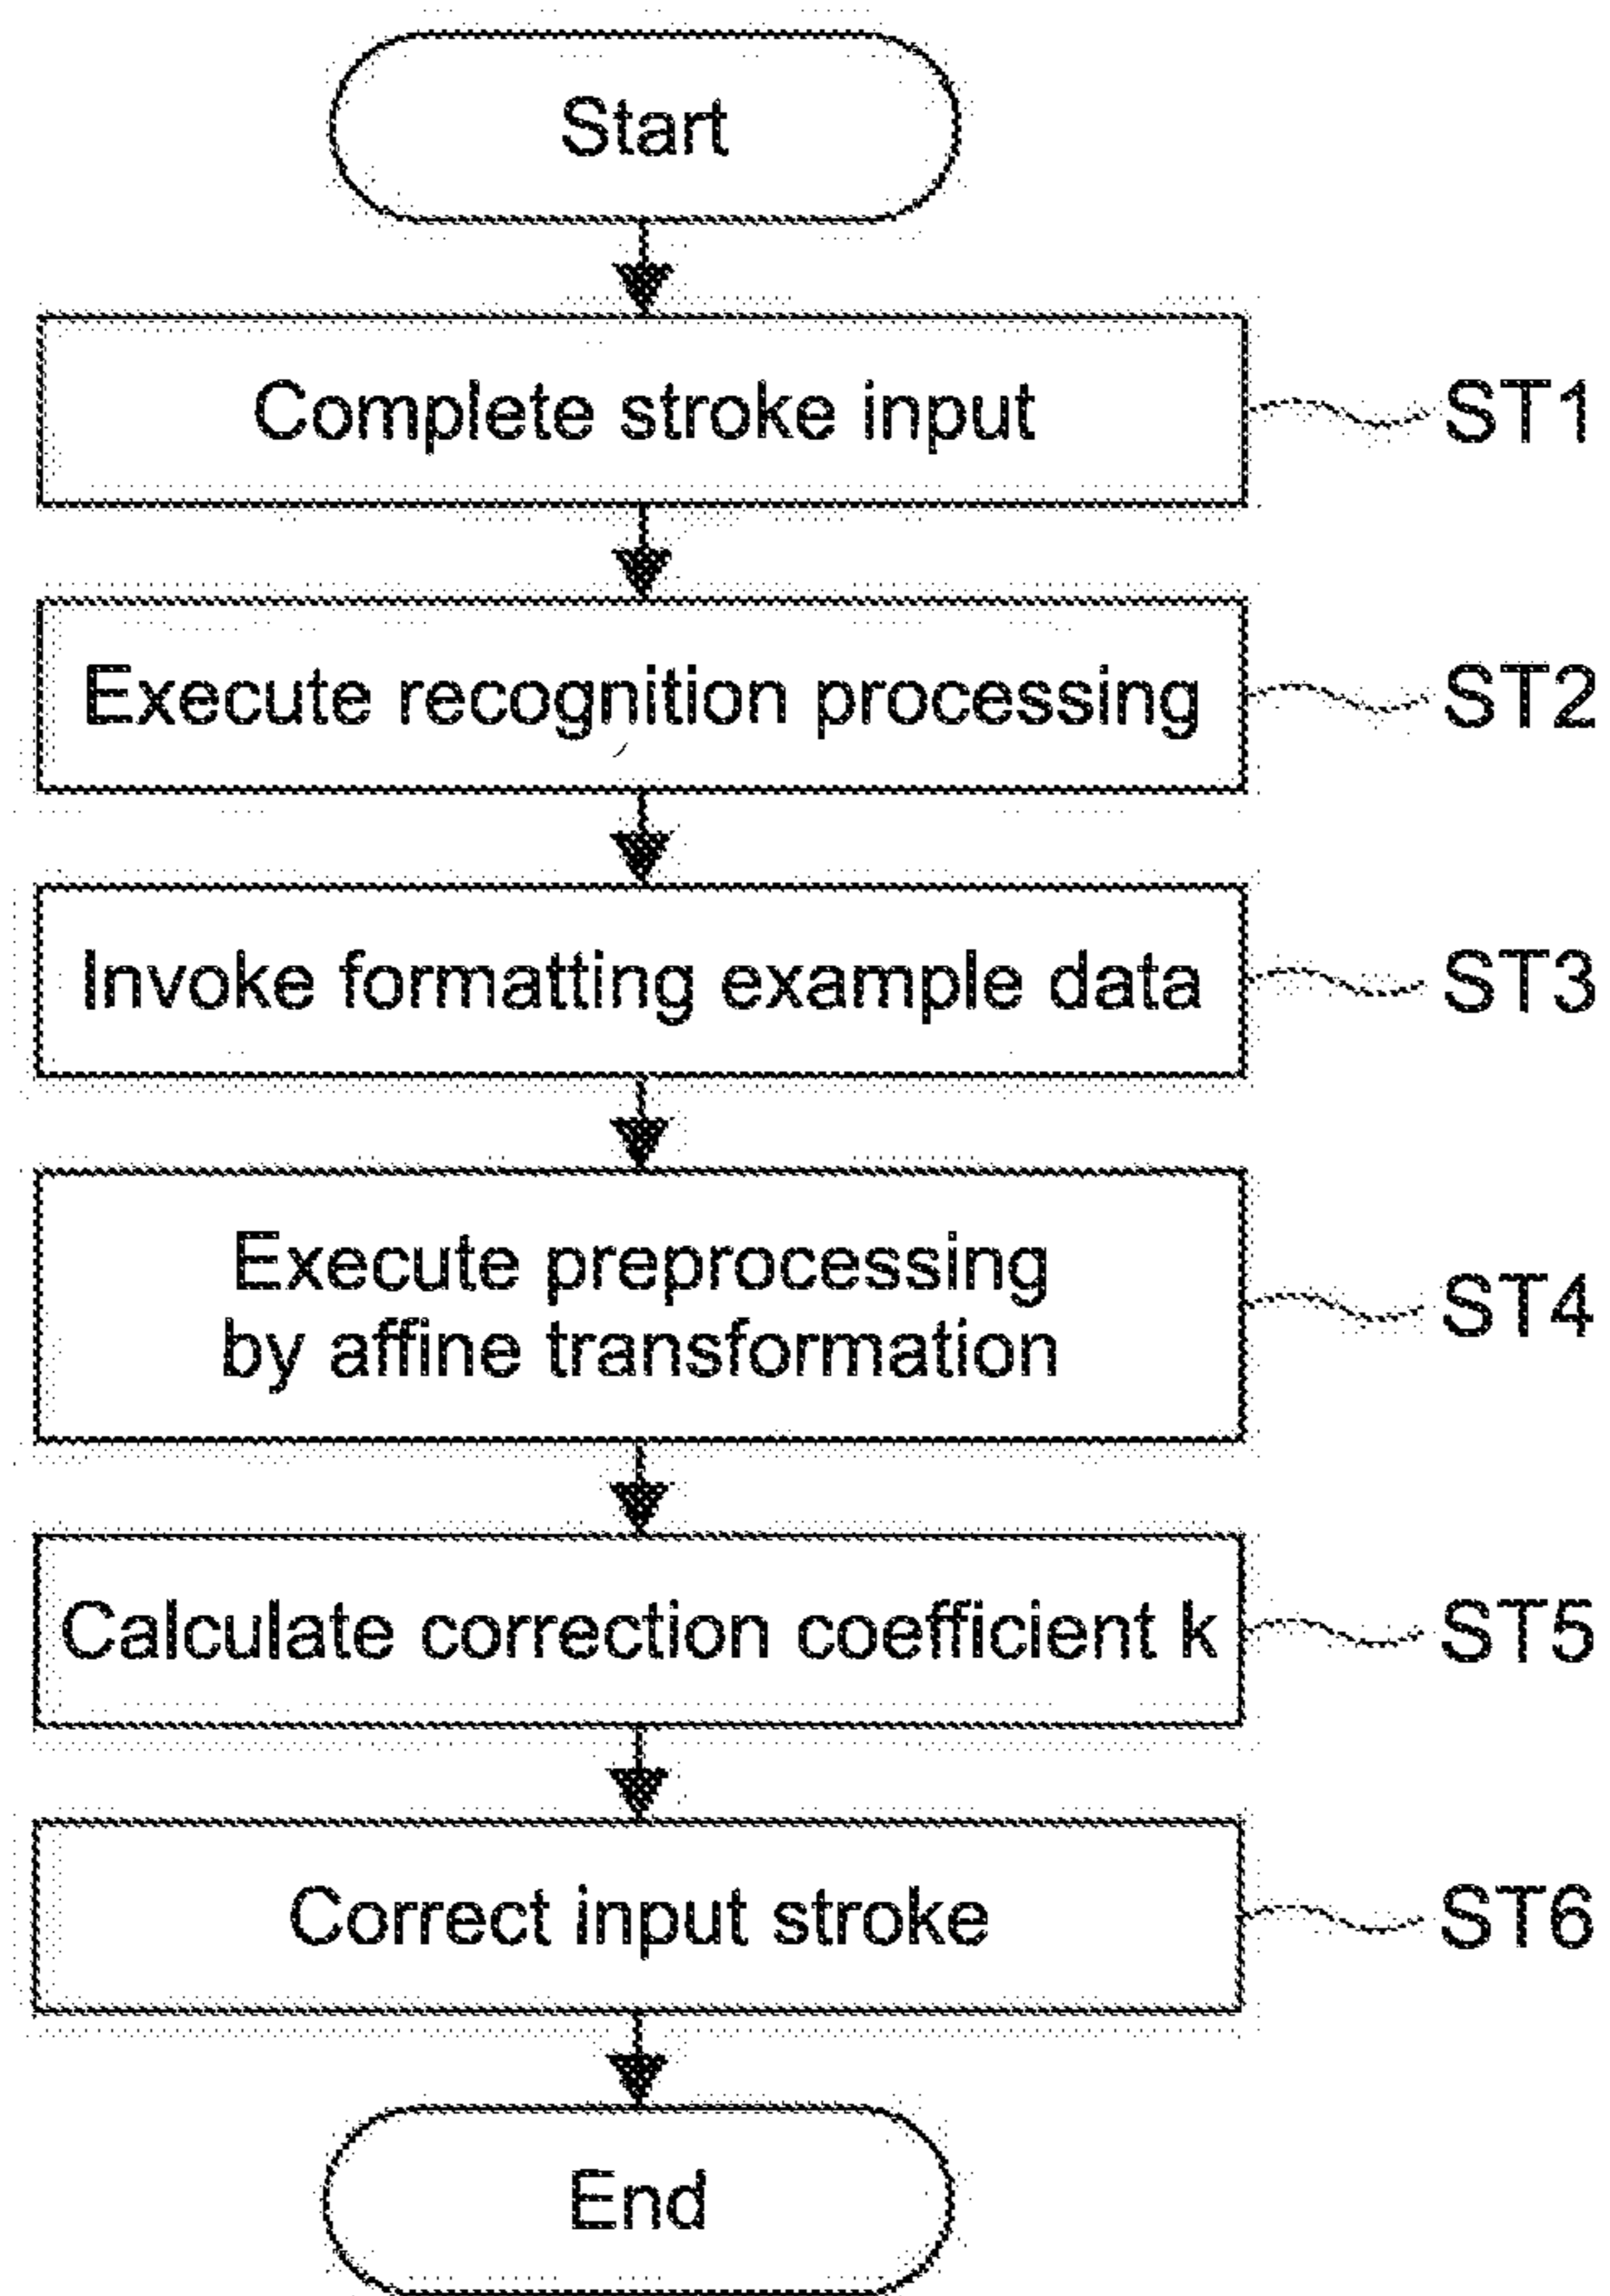 Start
Complete stroke input
ST1
Execute recognition processing
ST2
Invoke formatting example data
ST3
Execute preprocessing
by affine transformation
ST4
Calculate correction coefficient k
ST5
Correct input stroke
ST6
End